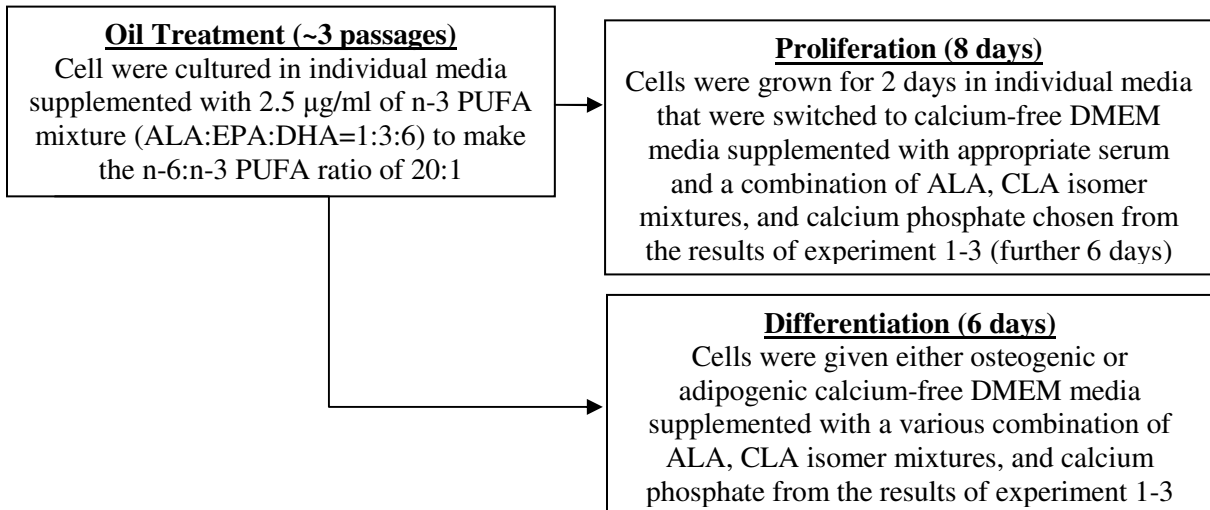 Oil Treatment (~3 passages)
Cell were cultured in individual media
supplemented with 2.5 μg/ml of n-3 PUFA
mixture (ALA:EPA:DHA=1:3:6) to make
the n-6:n-3 PUFA ratio of 20:1
Proliferation (8 days)
Cells were grown for 2 days in individual media
that were switched to calcium-free DMEM
media supplemented with appropriate serum
and a combination of ALA, CLA isomer
mixtures, and calcium phosphate chosen from
the results of experiment 1-3 (further 6 days)
Differentiation (6 days)
Cells were given either osteogenic or
adipogenic calcium-free DMEM media
supplemented with a various combination of
ALA, CLA isomer mixtures, and calcium
phosphate from the results of experiment 1-3